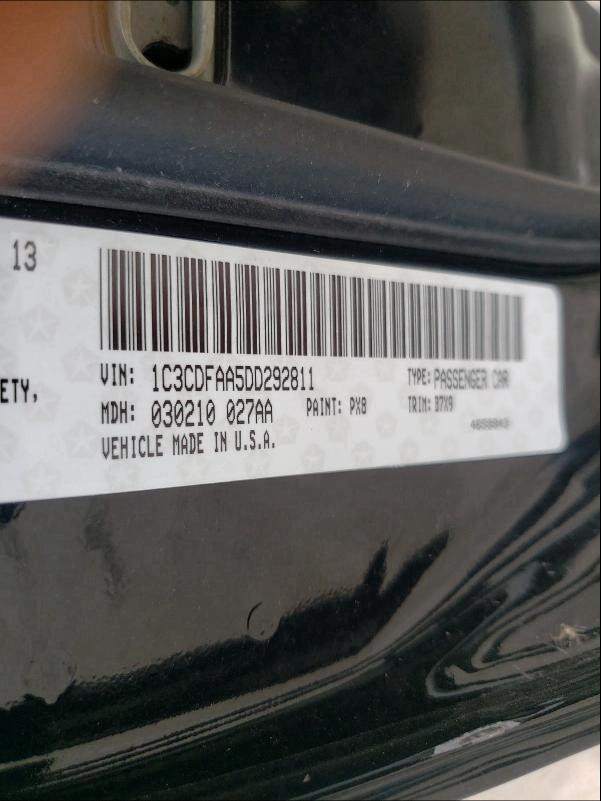 13
VIN: 1C3CDFAA5DD292811 TYPE: PASSENGER CAR
ETY,
MDH: 030210 027AA PAINT: PX8 TRIM: B7X9
VEHICLE MADE IN U.S.A.